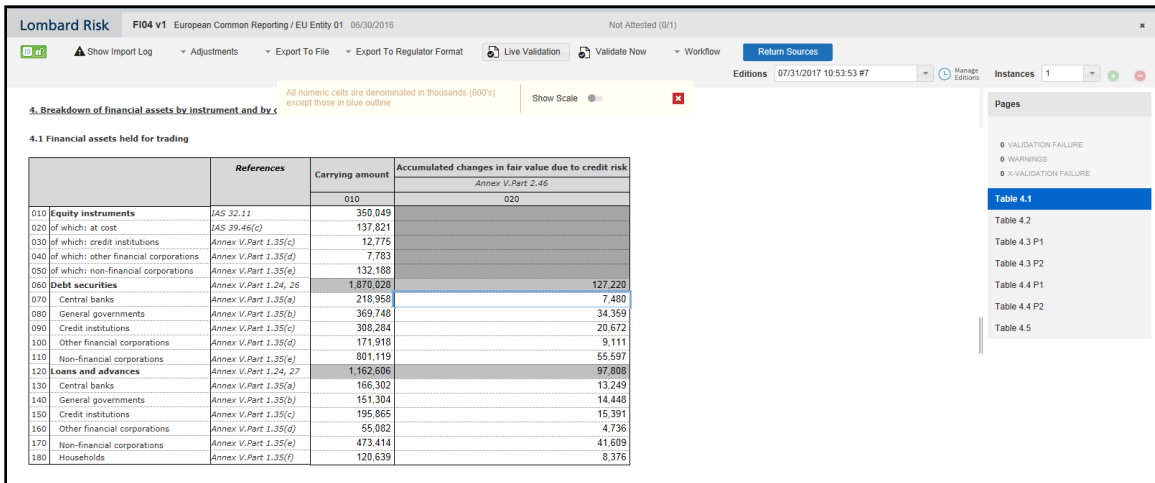 Lombard Risk FI04 v1 European Common Reporting / EU Entity 01 06/30/2016 Not Attested (0/1) ×
Show Import Log Adjustments Export To File Export To Regulator Format Live Validation Validate Now Workflow Return Sources
Editions 07/31/2017 10:53:53 #7 Manage Editions Instances 1
All numeric cells are denominated in thousands (000's)
except those in blue outline.
Show Scale
4. Breakdown of financial assets by instrument and by c
4.1 Financial assets held for trading
References Carrying amount Accumulated changes in fair value due to credit risk
Annex V.Part 2.46
010 020
010 Equity instruments IAS 32.11 350,049
020 of which: at cost IAS 39.46(c) 137,821
030 of which: credit institutions Annex V.Part 1.35(c) 12,775
040 of which: other financial corporations Annex V.Part 1.35(d) 7,783
050 of which: non-financial corporations Annex V.Part 1.35(e) 132,188
060 Debt securities Annex V.Part 1.24, 26 1,870,028 127,220
070 Central banks Annex V.Part 1.35(a) 218,958 7,480
080 General governments Annex V.Part 1.35(b) 369,748 34,359
090 Credit institutions Annex V.Part 1.35(c) 308,284 20,672
100 Other financial corporations Annex V.Part 1.35(d) 171,918 9,111
110 Non-financial corporations Annex V.Part 1.35(e) 801,119 55,597
120 Loans and advances Annex V.Part 1.24, 27 1,162,606 97,808
130 Central banks Annex V.Part 1.35(a) 166,302 13,249
140 General governments Annex V.Part 1.35(b) 151,304 14,448
150 Credit institutions Annex V.Part 1.35(c) 195,865 15,391
160 Other financial corporations Annex V.Part 1.35(d) 55,082 4,736
170 Non-financial corporations Annex V.Part 1.35(e) 473,414 41,609
180 Households Annex V.Part 1.35(f) 120,639 8,376
Pages
0 VALIDATION FAILURE
0 WARNINGS
0 X-VALIDATION FAILURE
Table 4.1
Table 4.2
Table 4.3 P1
Table 4.3 P2
Table 4.4 P1
Table 4.4 P2
Table 4.5